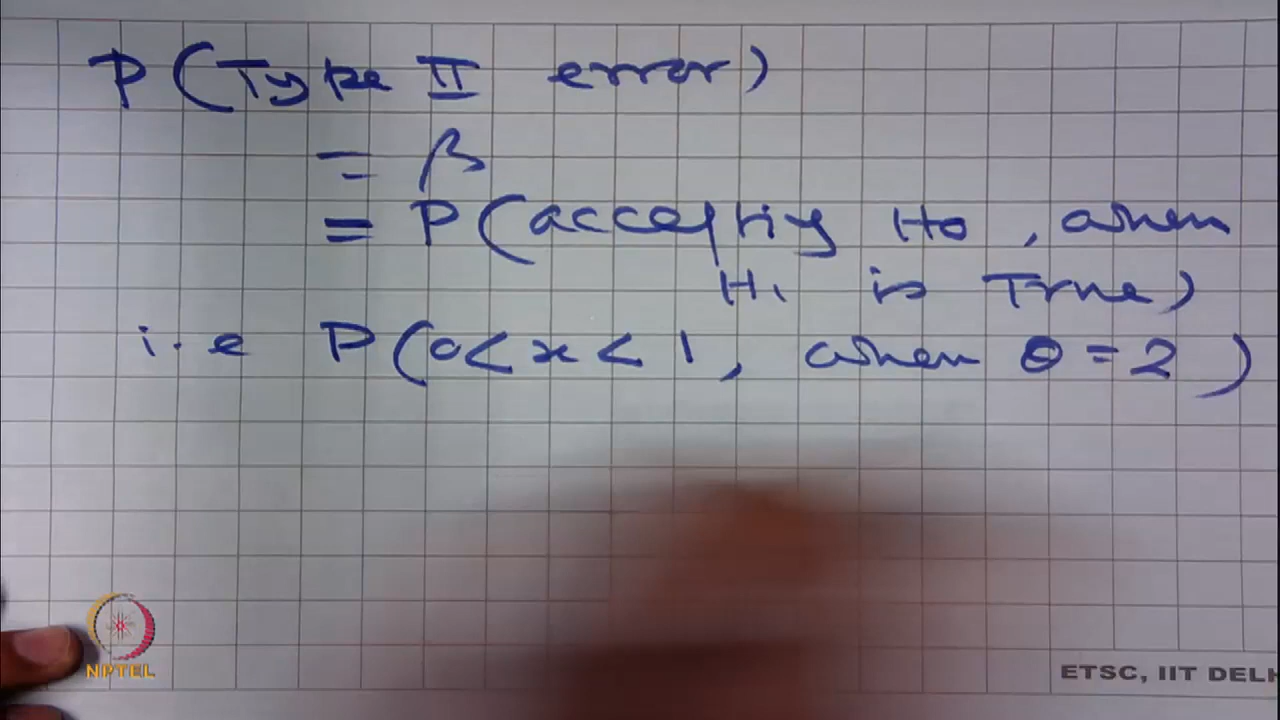 P(Type II error)
= β
= P(accepting H0, when
H1 is True)
i.e P(0<x<1, when θ=2)
NPTEL
ETSC, IIT DELH